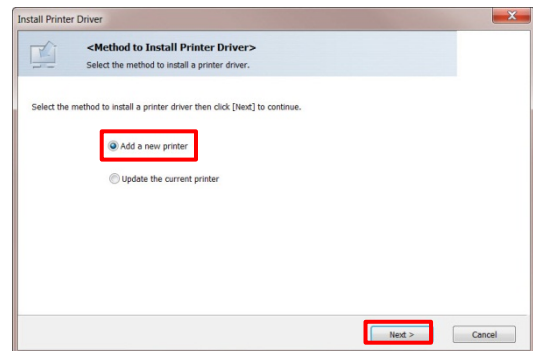 Install Printer Driver
<Method to Install Printer Driver>
Select the method to install a printer driver.
Select the method to install a printer driver then click [Next] to continue.
Add a new printer
Update the current printer
Next >
Cancel